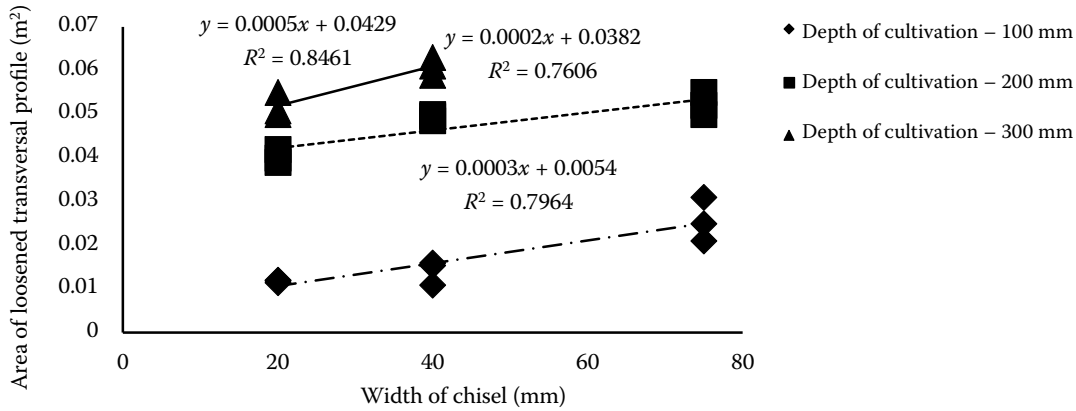 Area of loosened transversal profile (m²)
0.07
0.06
0.05
0.04
0.03
0.02
0.01
0
y = 0.0005x + 0.0429
R² = 0.8461
y = 0.0002x + 0.0382
R² = 0.7606
y = 0.0003x + 0.0054
R² = 0.7964
0 20 40 60 80
Width of chisel (mm)
Depth of cultivation – 100 mm
Depth of cultivation – 200 mm
Depth of cultivation – 300 mm